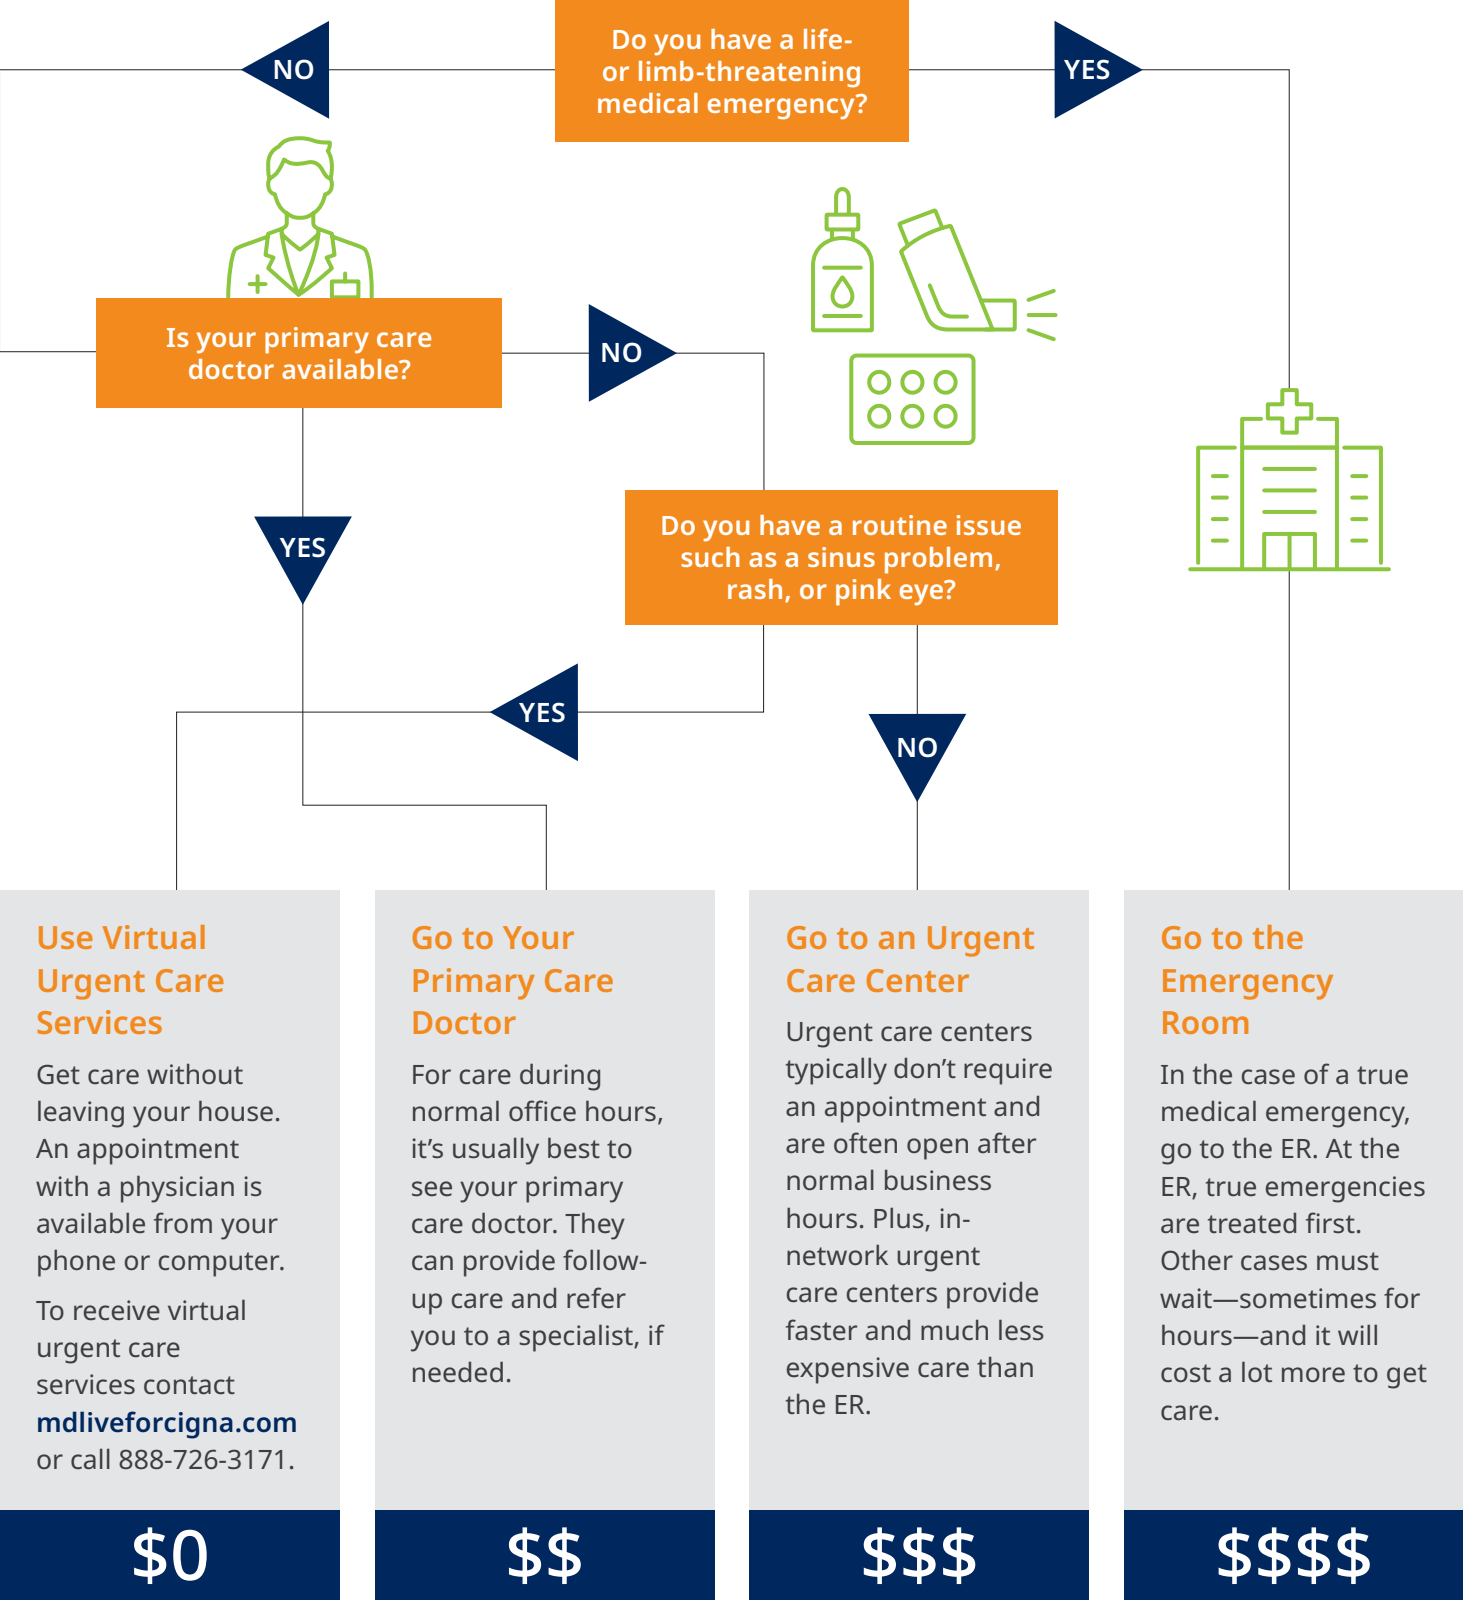 Do you have a life-
or limb-threatening
medical emergency?
NO
YES
Is your primary care
doctor available?
NO
YES
Do you have a routine issue
such as a sinus problem,
rash, or pink eye?
YES
NO
Use Virtual
Urgent Care
Services
Get care without
leaving your house.
An appointment
with a physician is
available from your
phone or computer.
To receive virtual
urgent care
services contact
mdliveforcigna.com
or call 888-726-3171.
$0
Go to Your
Primary Care
Doctor
For care during
normal office hours,
it’s usually best to
see your primary
care doctor. They
can provide follow-
up care and refer
you to a specialist, if
needed.
$$
Go to an Urgent
Care Center
Urgent care centers
typically don’t require
an appointment and
are often open after
normal business
hours. Plus, in-
network urgent
care centers provide
faster and much less
expensive care than
the ER.
$$$
Go to the
Emergency
Room
In the case of a true
medical emergency,
go to the ER. At the
ER, true emergencies
are treated first.
Other cases must
wait—sometimes for
hours—and it will
cost a lot more to get
care.
$$$$